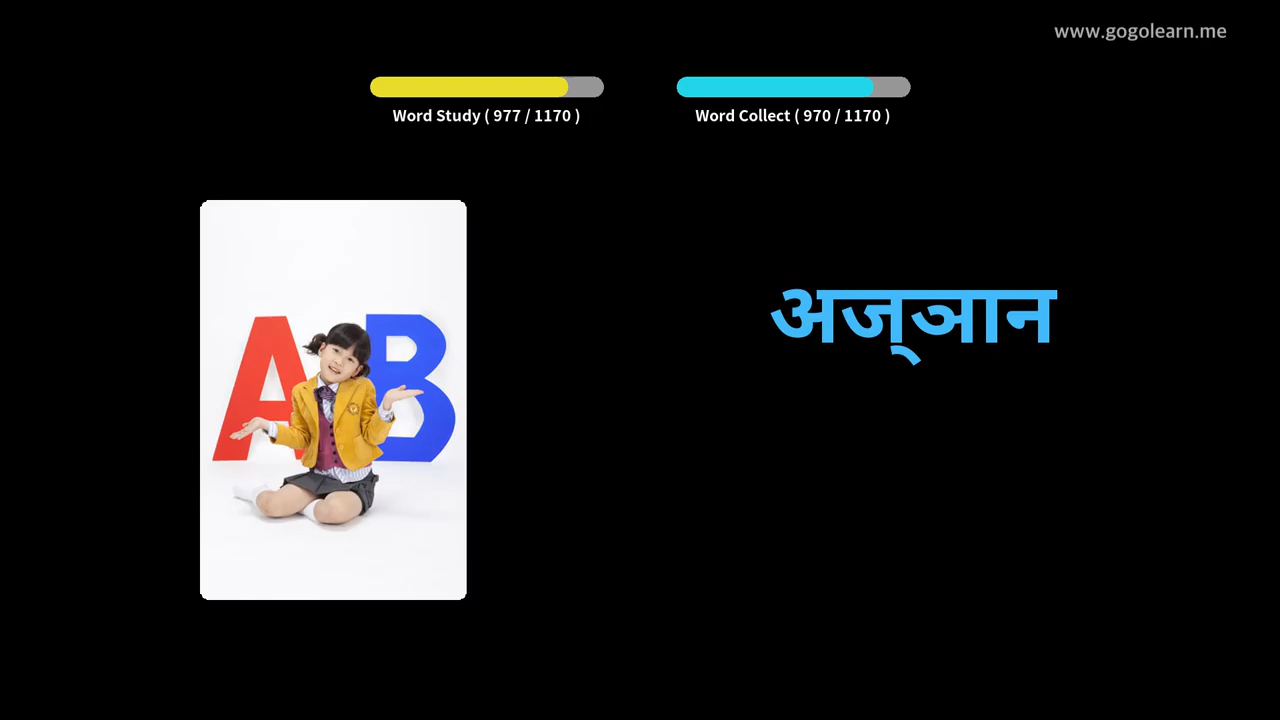 www.gogolearn.me
Word Study ( 977 / 1170 )
Word Collect ( 970 / 1170 )
A B
अज्‌ञान